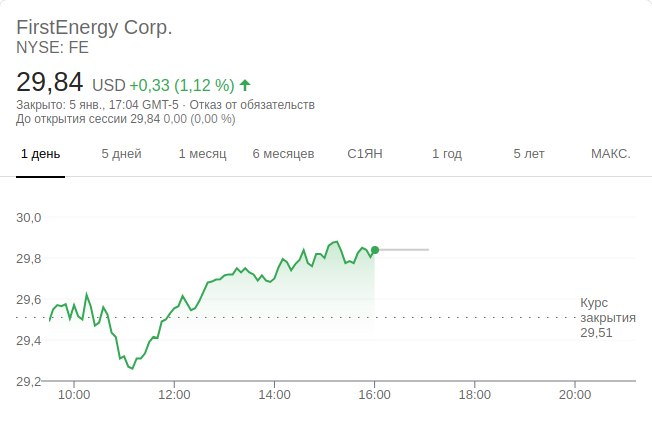 FirstEnergy Corp.
NYSE: FE
29,84 USD +0,33 (1,12 %)
Закрыто: 5 янв., 17:04 GMT-5 · Отказ от обязательств
До открытия сессии 29,84 0,00 (0,00 %)
1 день 5 дней 1 месяц 6 месяцев С1ЯН 1 год 5 лет МАКС.
30,0
29,8
29,6
29,4
29,2
Курс
закрытия
29,51
10:00 12:00 14:00 16:00 18:00 20:00